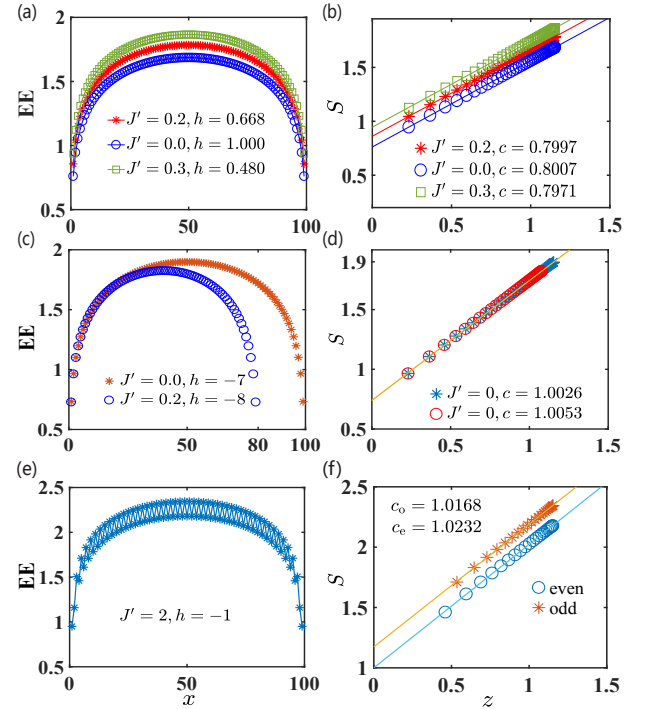 (a)
EE
2
1.5
1
0.5
0
50
100
J′ = 0.2, h = 0.668
J′ = 0.0, h = 1.000
J′ = 0.3, h = 0.480
(b)
S
1.5
1
0.5
0
0.5
1
1.5
J′ = 0.2, c = 0.7997
J′ = 0.0, c = 0.8007
J′ = 0.3, c = 0.7971
(c)
EE
2
1.5
1
0.5
0
20
40
60
80
100
J′ = 0.0, h = −7
J′ = 0.2, h = −8
(d)
S
1.9
1.5
1
0.5
0
0.5
1
1.5
J′ = 0, c = 1.0026
J′ = 0, c = 1.0053
(e)
EE
2.5
2
1.5
1
0.5
0
50
100
x
J′ = 2, h = −1
(f)
S
2.5
2
1.5
1
0
0.5
1
1.5
z
c_o = 1.0168
c_e = 1.0232
even
odd